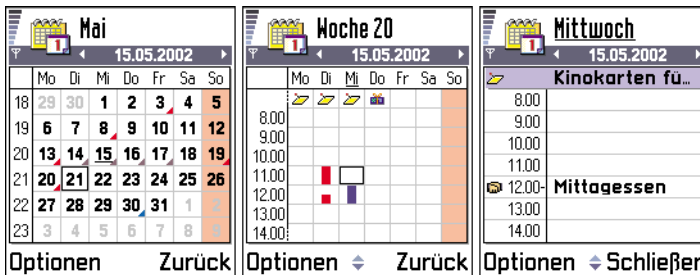 Mai
15.05.2002
Mo Di Mi Do Fr Sa So
18 29 30 1 2 3 4 5
19 6 7 8 9 10 11 12
20 13 14 15 16 17 18 19
21 20 21 22 23 24 25 26
22 27 28 29 30 31 1 2
23 3 4 5 6 7 8 9
Optionen Zurück
Woche 20
15.05.2002
Mo Di Mi Do Fr Sa So
8.00
9.00
10.00
11.00
12.00
13.00
14.00
Optionen Zurück
Mittwoch
15.05.2002
Kinokarten fü...
8.00
9.00
10.00
11.00
12.00- Mittagessen
13.00
14.00
Optionen Schließen